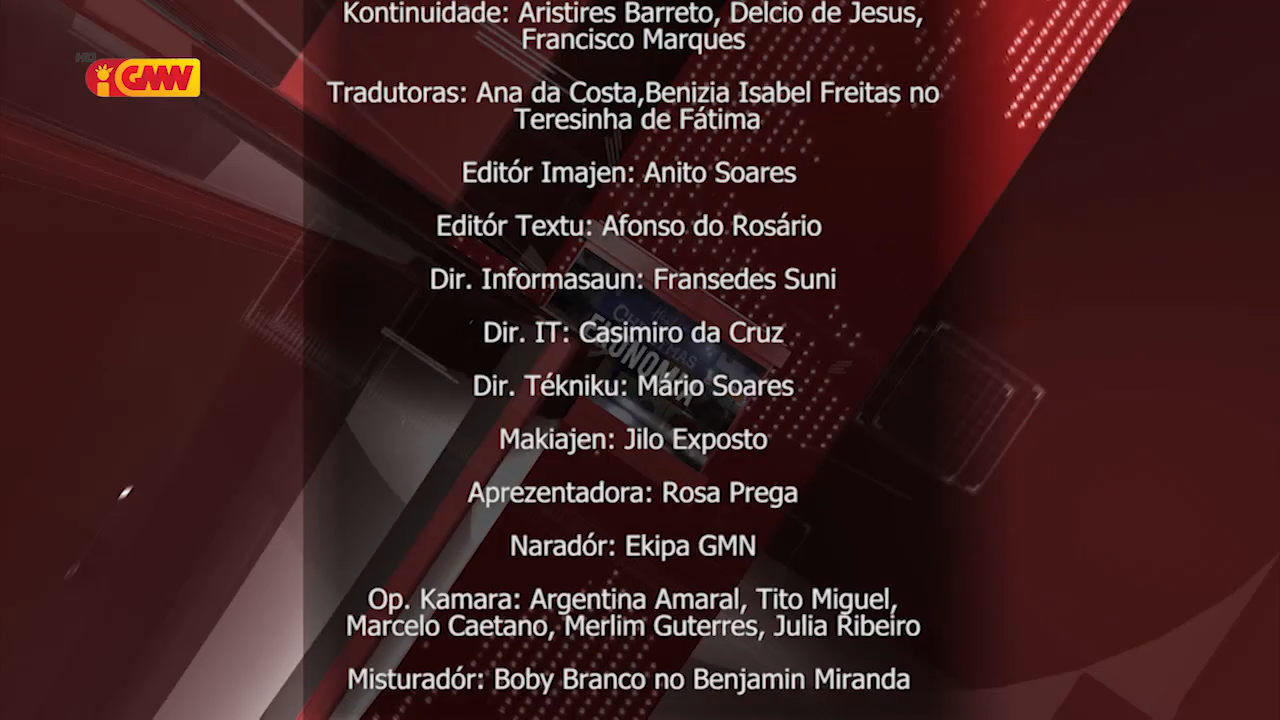 Kontinuidade: Aristires Barreto, Delcio de Jesus,
Francisco Marques
HD
GMN
Tradutoras: Ana da Costa,Benizia Isabel Freitas no
Teresinha de Fátima
Editór Imajen: Anito Soares
Editór Textu: Afonso do Rosário
Dir. Informasaun: Fransedes Suni
Dir. IT: Casimiro da Cruz
CHRISTMAS
EKONOMIA
Dir. Tékniku: Mário Soares
Makiajen: Jilo Exposto
Aprezentadora: Rosa Prega
Naradór: Ekipa GMN
Op. Kamara: Argentina Amaral, Tito Miguel,
Marcelo Caetano, Merlim Guterres, Julia Ribeiro
Misturadór: Boby Branco no Benjamin Miranda